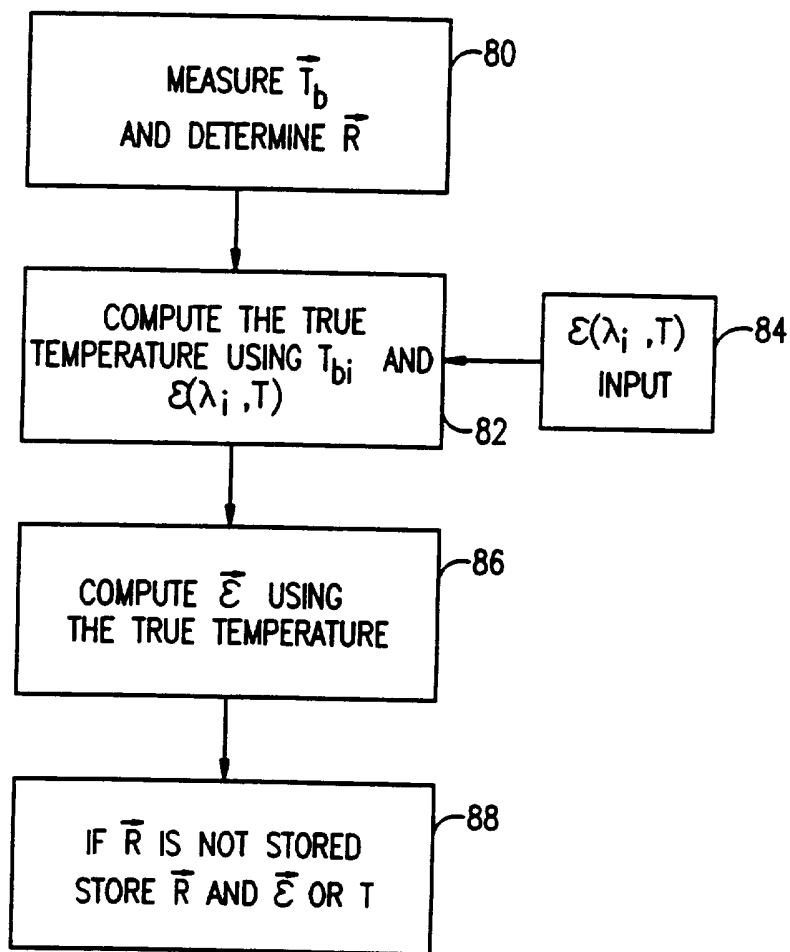 MEASURE T⃗b
AND DETERMINE R⃗
80
COMPUTE THE TRUE
TEMPERATURE USING Tbi AND
ℰ(λi ,T)
82
ℰ(λi ,T)
INPUT
84
COMPUTE ℰ⃗ USING
THE TRUE TEMPERATURE
86
IF R⃗ IS NOT STORED
STORE R⃗ AND ℰ⃗ OR T
88